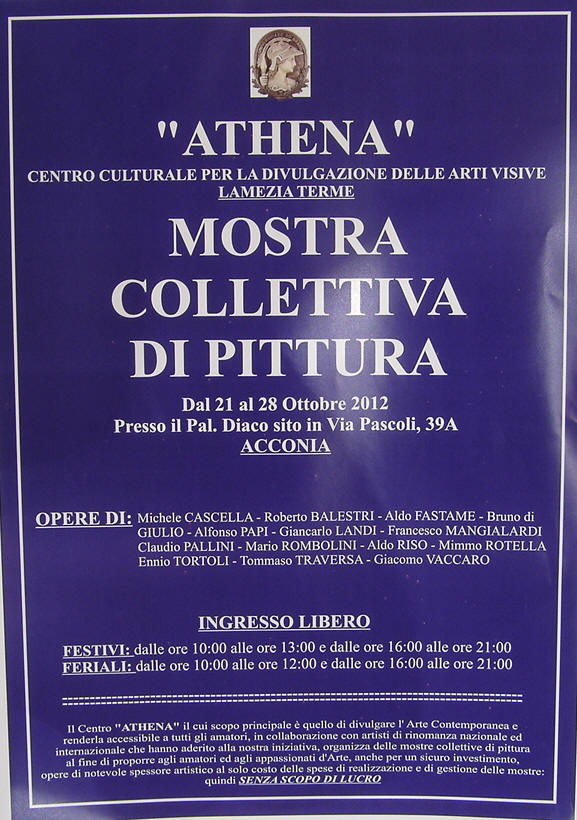 "ATHENA"
CENTRO CULTURALE PER LA DIVULGAZIONE DELLE ARTI VISIVE
LAMEZIA TERME
MOSTRA
COLLETTIVA
DI PITTURA
Dal 21 al 28 Ottobre 2012
Presso il Pal. Diaco sito in Via Pascoli, 39A
ACCONIA
OPERE DI: Michele CASCELLA - Roberto BALESTRI - Aldo FASTAME - Bruno di
GIULIO - Alfonso PAPI - Giancarlo LANDI - Francesco MANGIALARDI
Claudio PALLINI - Mario ROMBOLINI - Aldo RISO - Mimmo ROTELLA
Ennio TORTOLI - Tommaso TRAVERSA - Giacomo VACCARO
INGRESSO LIBERO
FESTIVI: dalle ore 10:00 alle ore 13:00 e dalle ore 16:00 alle ore 21:00
FERIALI: dalle ore 10:00 alle ore 12:00 e dalle ore 16:00 alle ore 21:00
Il Centro "ATHENA" il cui scopo principale è quello di divulgare l' Arte Contemporanea e
renderla accessibile a tutti gli amatori, in collaborazione con artisti di rinomanza nazionale ed
internazionale che hanno aderito alla nostra iniziativa, organizza delle mostre collettive di pittura
al fine di proporre agli amatori ed agli appassionati d'Arte, anche per un sicuro investimento,
opere di notevole spessore artistico al solo costo delle spese di realizzazione e di gestione delle mostre:
quindi SENZA SCOPO DI LUCRO